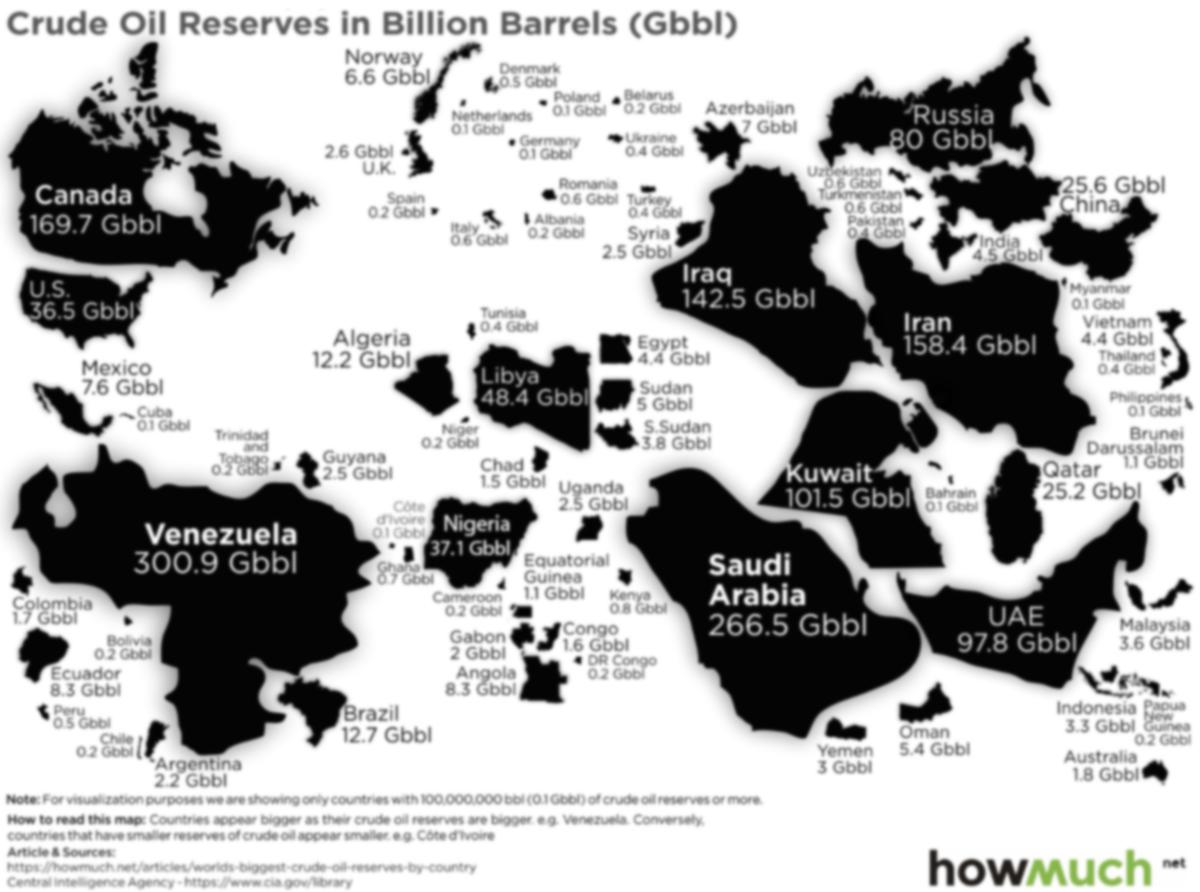 Crude Oil Reserves in Billion Barrels (Gbbl)
Canada
169.7 Gbbl
U.S.
36.5 Gbbl
Mexico
7.6 Gbbl
Cuba
0.1 Gbbl
Norway
6.6 Gbbl
Denmark
0.5 Gbbl
Netherlands
0.1 Gbbl
Poland
0.1 Gbbl
Belarus
0.2 Gbbl
Germany
0.1 Gbbl
Ukraine
0.4 Gbbl
2.6 Gbbl
U.K.
Spain
0.2 Gbbl
Italy
0.6 Gbbl
Romania
0.6 Gbbl
Albania
0.2 Gbbl
Turkey
0.4 Gbbl
Syria
2.5 Gbbl
Azerbaijan
7 Gbbl
Russia
80 Gbbl
Uzbekistan
0.6 Gbbl
Turkmenistan
0.6 Gbbl
Pakistan
0.4 Gbbl
25.6 Gbbl
China
India
4.5 Gbbl
Iraq
142.5 Gbbl
Iran
158.4 Gbbl
Myanmar
0.1 Gbbl
Vietnam
4.4 Gbbl
Thailand
0.4 Gbbl
Philippines
0.1 Gbbl
Brunei
Darussalam
1.1 Gbbl
Tunisia
0.4 Gbbl
Algeria
12.2 Gbbl
Libya
48.4 Gbbl
Egypt
4.4 Gbbl
Sudan
5 Gbbl
S.Sudan
3.8 Gbbl
Niger
0.2 Gbbl
Chad
1.5 Gbbl
Trinidad
and
Tobago
0.2 Gbbl
Guyana
2.5 Gbbl
Venezuela
300.9 Gbbl
Côte
d'Ivoire
0.1 Gbbl
Ghana
0.7 Gbbl
Nigeria
37.1 Gbbl
Uganda
2.5 Gbbl
Cameroon
0.2 Gbbl
Equatorial
Guinea
1.1 Gbbl
Kenya
0.8 Gbbl
Gabon
2 Gbbl
Congo
1.6 Gbbl
DR Congo
0.2 Gbbl
Angola
8.3 Gbbl
Kuwait
101.5 Gbbl
Bahrain
0.1 Gbbl
Qatar
25.2 Gbbl
Saudi
Arabia
266.5 Gbbl
UAE
97.8 Gbbl
Malaysia
3.6 Gbbl
Indonesia
3.3 Gbbl
Papua
New
Guinea
0.2 Gbbl
Australia
1.8 Gbbl
Yemen
3 Gbbl
Oman
5.4 Gbbl
Colombia
1.7 Gbbl
Bolivia
0.2 Gbbl
Ecuador
8.3 Gbbl
Peru
0.5 Gbbl
Chile
0.2 Gbbl
Argentina
2.2 Gbbl
Brazil
12.7 Gbbl
Note: For visualization purposes we are showing only countries with 100,000,000 bbl (0.1 Gbbl) of crude oil reserves or more.
How to read this map: Countries appear bigger as their crude oil reserves are bigger. e.g. Venezuela. Conversely,
countries that have smaller reserves of crude oil appear smaller. e.g. Côte d'Ivoire
Article & Sources:
https://howmuch.net/articles/worlds-biggest-crude-oil-reserves-by-country
Central Intelligence Agency - https://www.cia.gov/library
howmuch net